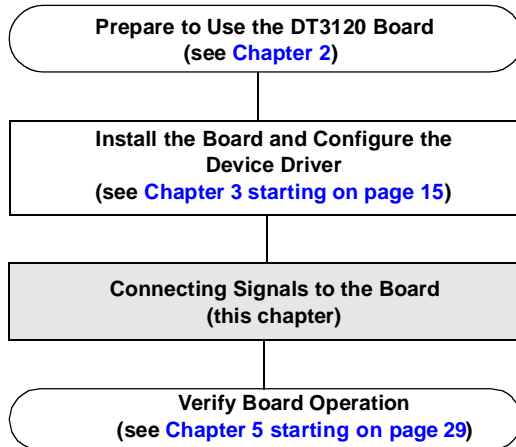 Prepare to Use the DT3120 Board
(see Chapter 2)
Install the Board and Configure the
Device Driver
(see Chapter 3 starting on page 15)
Connecting Signals to the Board
(this chapter)
Verify Board Operation
(see Chapter 5 starting on page 29)